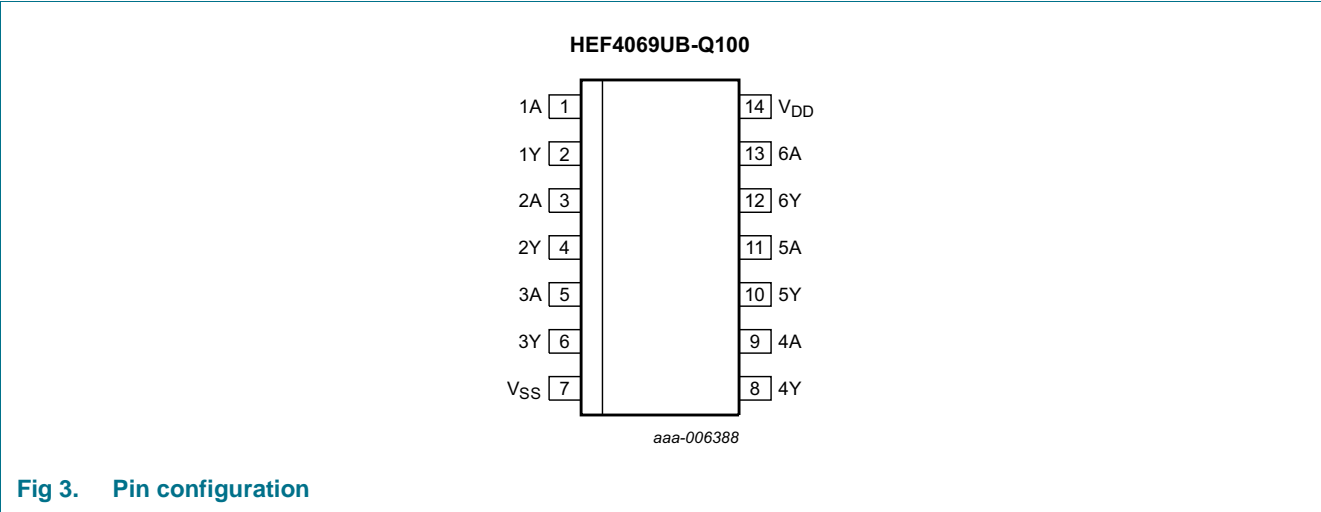 HEF4069UB-Q100
1A 1 14 VDD
1Y 2 13 6A
2A 3 12 6Y
2Y 4 11 5A
3A 5 10 5Y
3Y 6 9 4A
VSS 7 8 4Y
aaa-006388
Fig 3. Pin configuration